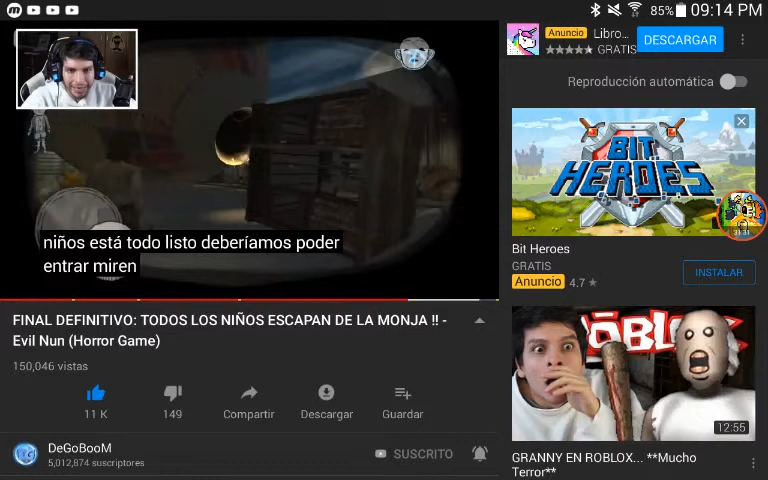 85%
09:14 PM
niños está todo listo deberíamos poder
entrar miren
FINAL DEFINITIVO: TODOS LOS NIÑOS ESCAPAN DE LA MONJA !! -
Evil Nun (Horror Game)
150,046 vistas
11 K
149
Compartir
Descargar
Guardar
DeGoBooM
5,012,874 suscriptores
SUSCRITO
Anuncio Libro...
★★★★★ GRATIS
DESCARGAR
Reproducción automática
BIT
HEROES
31:31
Bit Heroes
GRATIS
Anuncio 4.7 ★
INSTALAR
ROBLOX
12:55
GRANNY EN ROBLOX... **Mucho
Terror**